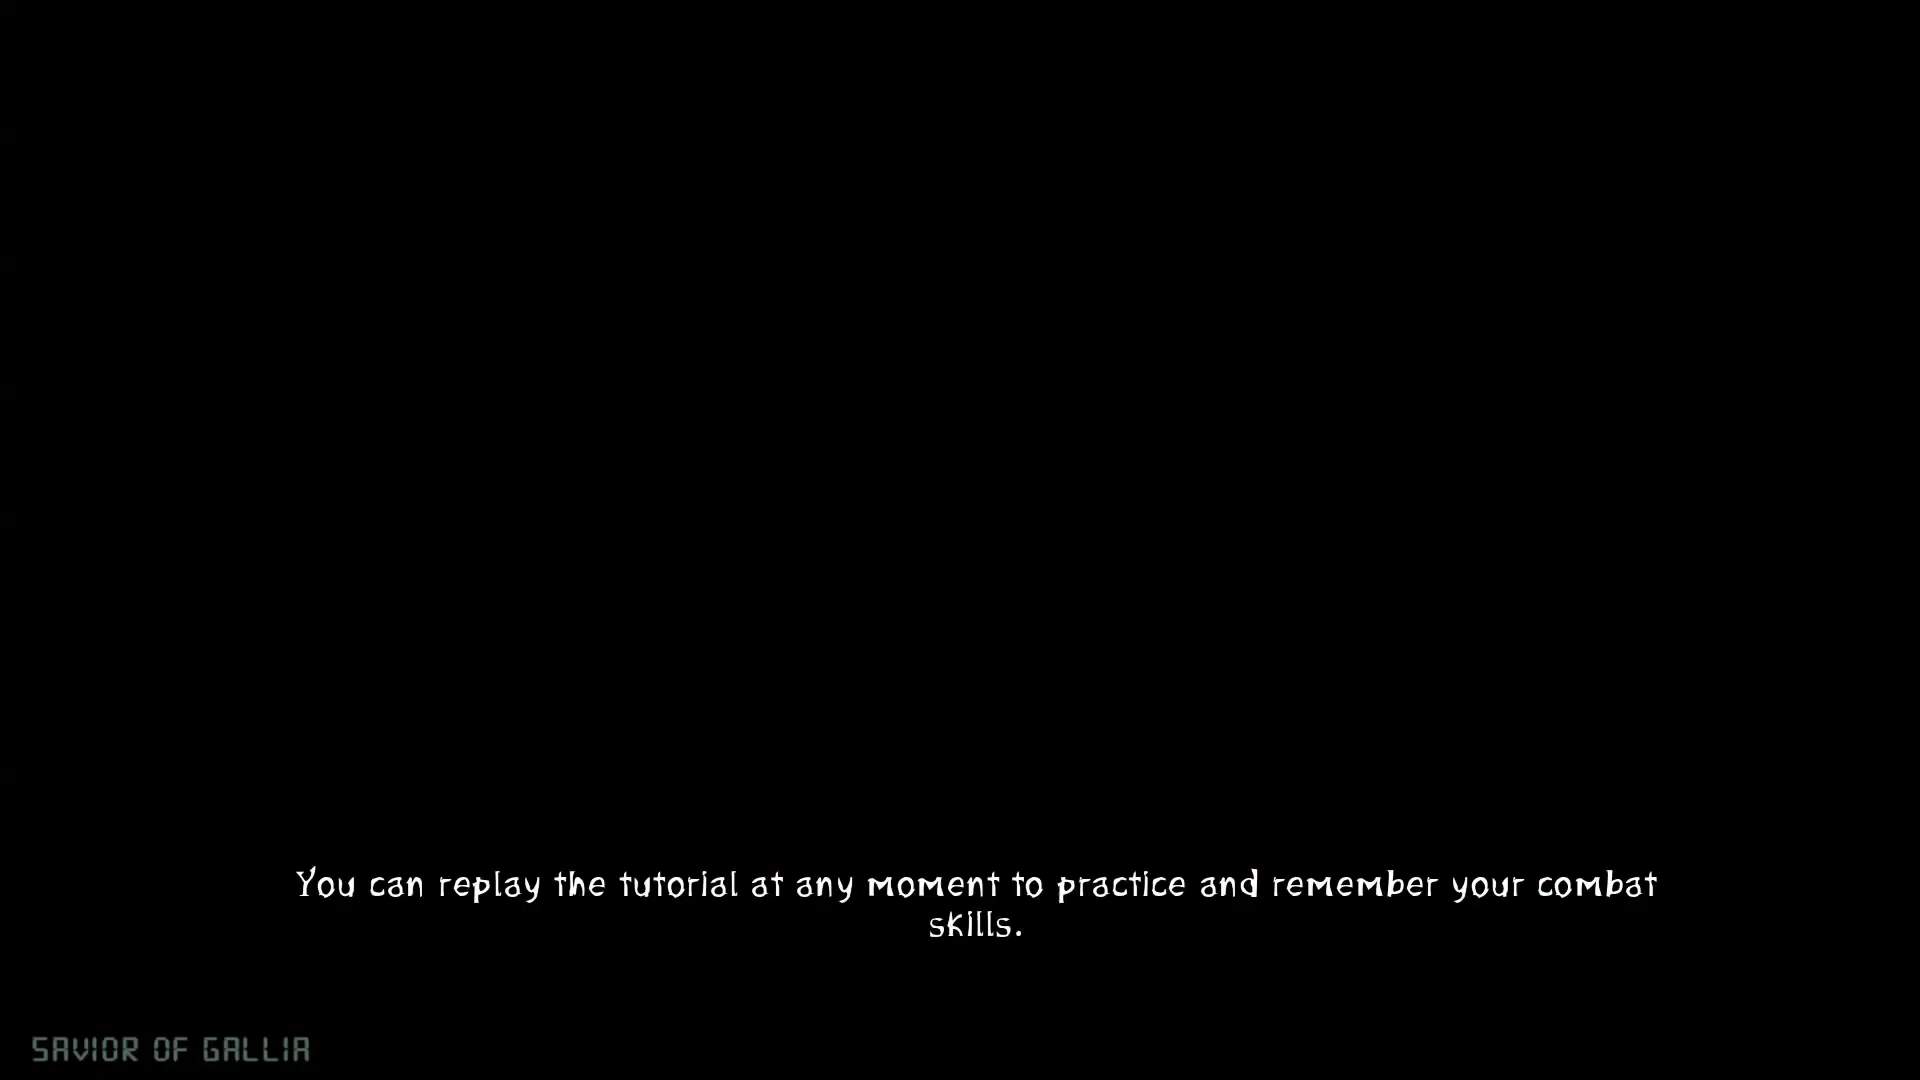 You can replay the tutorial at any moment to practice and remember your combat
skills.
SAVIOR OF GALLIA